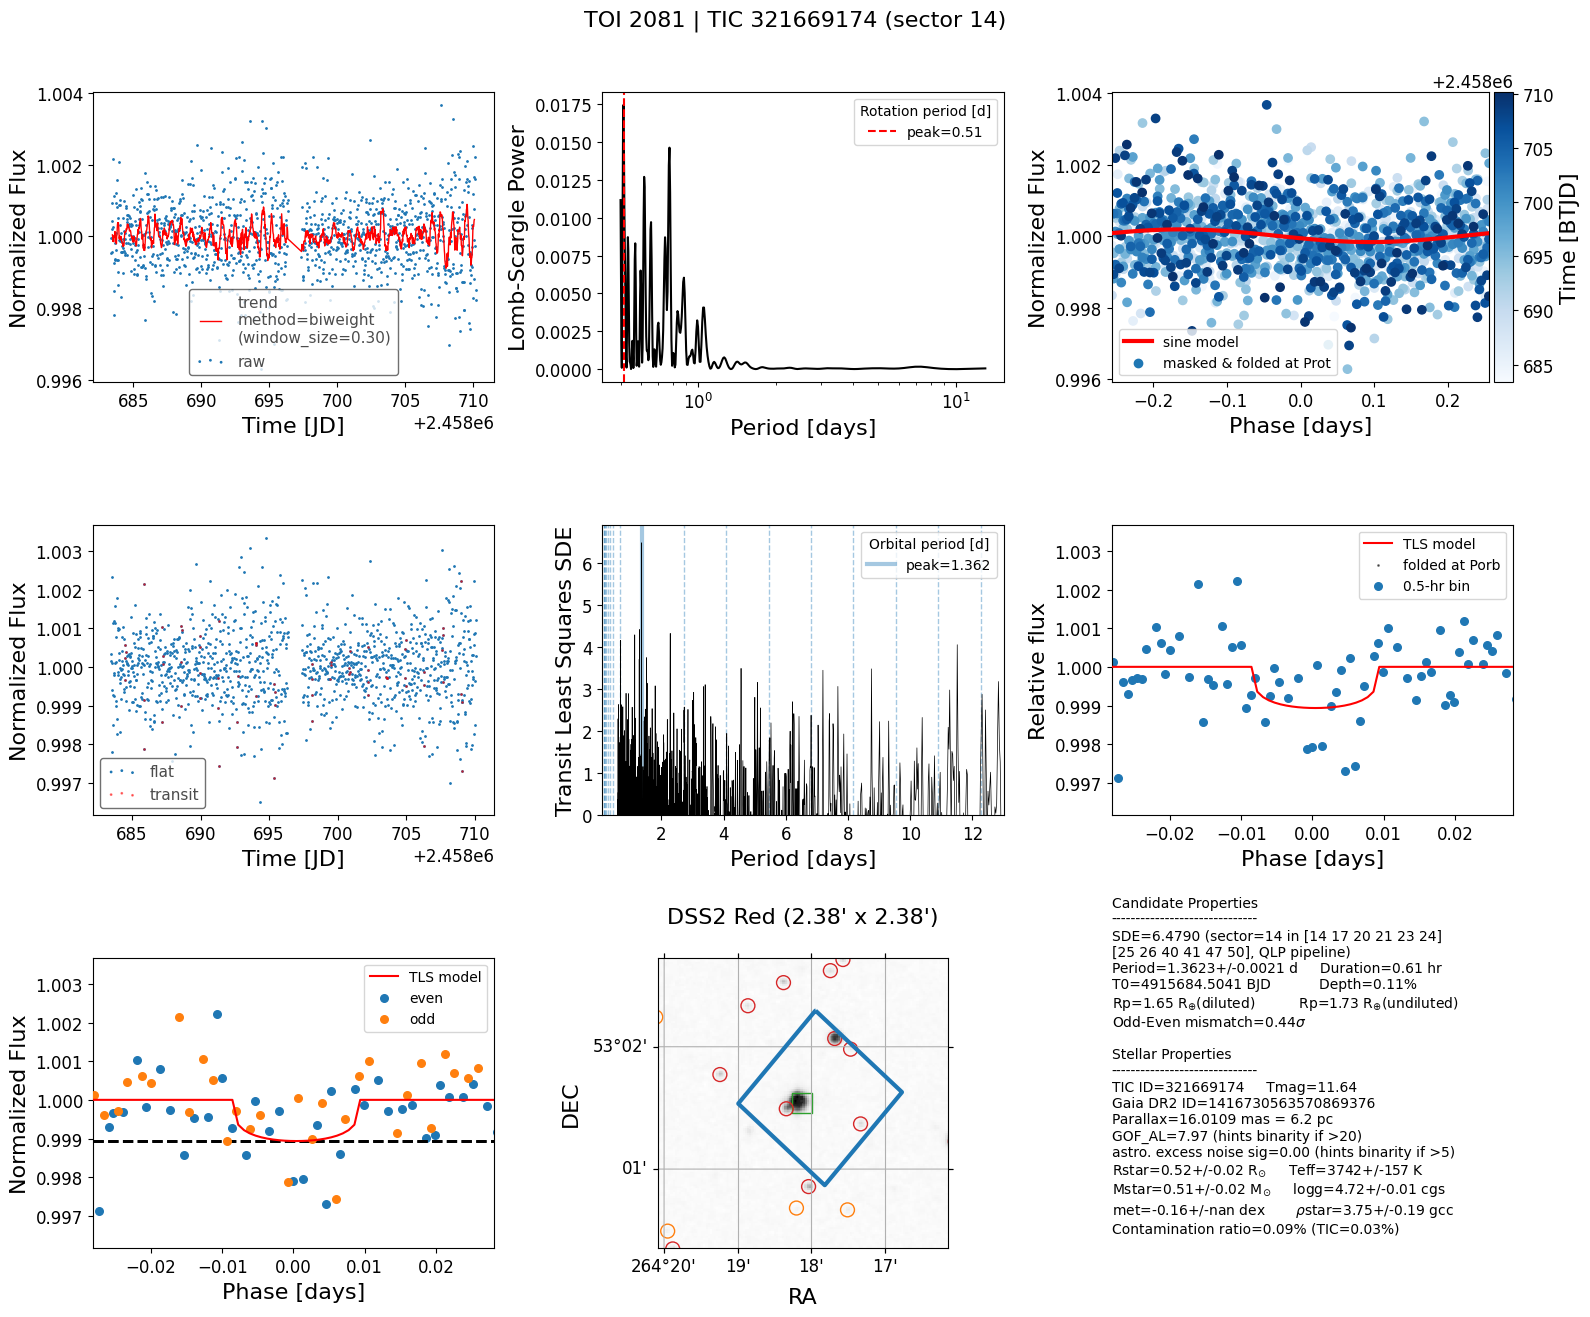 TOI 2081 | TIC 321669174 (sector 14)
1.004
1.002
1.000
0.998
0.996
Normalized Flux
trend
method=biweight
(window_size=0.30)
raw
685 690 695 700 705 710
Time [JD]
+2.458e6
0.0175
0.0150
0.0125
0.0100
0.0075
0.0050
0.0025
0.0000
Lomb-Scargle Power
Rotation period [d]
peak=0.51
10^0 10^1
Period [days]
1.004
1.002
1.000
0.998
0.996
Normalized Flux
sine model
masked & folded at Prot
−0.2 −0.1 0.0 0.1 0.2
Phase [days]
+2.458e6
710
705
700
695
690
685
Time [BTJD]
1.003
1.002
1.001
1.000
0.999
0.998
0.997
Normalized Flux
flat
transit
685 690 695 700 705 710
Time [JD]
+2.458e6
6
5
4
3
2
1
0
Transit Least Squares SDE
Orbital period [d]
peak=1.362
2 4 6 8 10 12
Period [days]
1.003
1.002
1.001
1.000
0.999
0.998
0.997
Relative flux
TLS model
folded at Porb
0.5-hr bin
−0.02 −0.01 0.00 0.01 0.02
Phase [days]
1.003
1.002
1.001
1.000
0.999
0.998
0.997
Normalized Flux
TLS model
even
odd
−0.02 −0.01 0.00 0.01 0.02
Phase [days]
DSS2 Red (2.38' x 2.38')
53°02'
01'
DEC
264°20' 19' 18' 17'
RA
Candidate Properties
------------------------------
SDE=6.4790 (sector=14 in [14 17 20 21 23 24]
[25 26 40 41 47 50], QLP pipeline)
Period=1.3623+/-0.0021 d Duration=0.61 hr
T0=4915684.5041 BJD Depth=0.11%
Rp=1.65 R⊕(diluted) Rp=1.73 R⊕(undiluted)
Odd-Even mismatch=0.44σ
Stellar Properties
------------------------------
TIC ID=321669174 Tmag=11.64
Gaia DR2 ID=1416730563570869376
Parallax=16.0109 mas = 6.2 pc
GOF_AL=7.97 (hints binarity if >20)
astro. excess noise sig=0.00 (hints binarity if >5)
Rstar=0.52+/-0.02 R☉ Teff=3742+/-157 K
Mstar=0.51+/-0.02 M☉ logg=4.72+/-0.01 cgs
met=-0.16+/-nan dex ρstar=3.75+/-0.19 gcc
Contamination ratio=0.09% (TIC=0.03%)